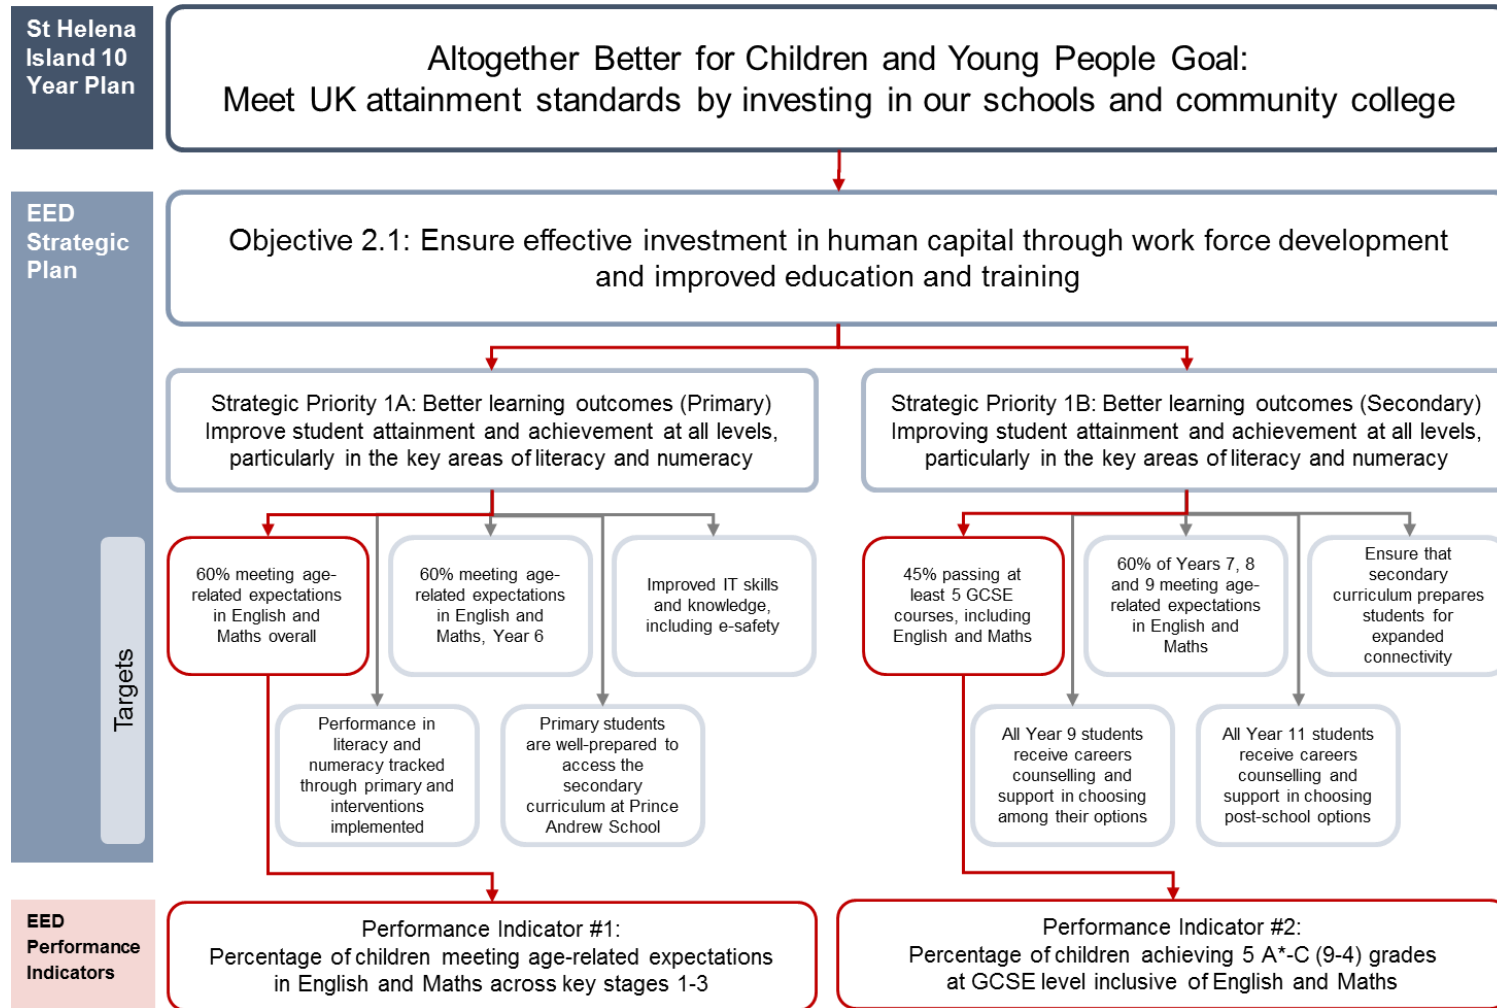 St Helena
Island 10
Year Plan
Altogether Better for Children and Young People Goal:
Meet UK attainment standards by investing in our schools and community college
EED
Strategic
Plan
Objective 2.1: Ensure effective investment in human capital through work force development
and improved education and training
Strategic Priority 1A: Better learning outcomes (Primary)
Improve student attainment and achievement at all levels,
particularly in the key areas of literacy and numeracy
Strategic Priority 1B: Better learning outcomes (Secondary)
Improving student attainment and achievement at all levels,
particularly in the key areas of literacy and numeracy
Targets
60% meeting age-
related expectations
in English and
Maths overall
60% meeting age-
related expectations
in English and
Maths, Year 6
Improved IT skills
and knowledge,
including e-safety
45% passing at
least 5 GCSE
courses, including
English and Maths
60% of Years 7, 8
and 9 meeting age-
related expectations
in English and
Maths
Ensure that
secondary
curriculum prepares
students for
expanded
connectivity
Performance in
literacy and
numeracy tracked
through primary and
interventions
implemented
Primary students
are well-prepared to
access the
secondary
curriculum at Prince
Andrew School
All Year 9 students
receive careers
counselling and
support in choosing
among their options
All Year 11 students
receive careers
counselling and
support in choosing
post-school options
EED
Performance
Indicators
Performance Indicator #1:
Percentage of children meeting age-related expectations
in English and Maths across key stages 1-3
Performance Indicator #2:
Percentage of children achieving 5 A*-C (9-4) grades
at GCSE level inclusive of English and Maths